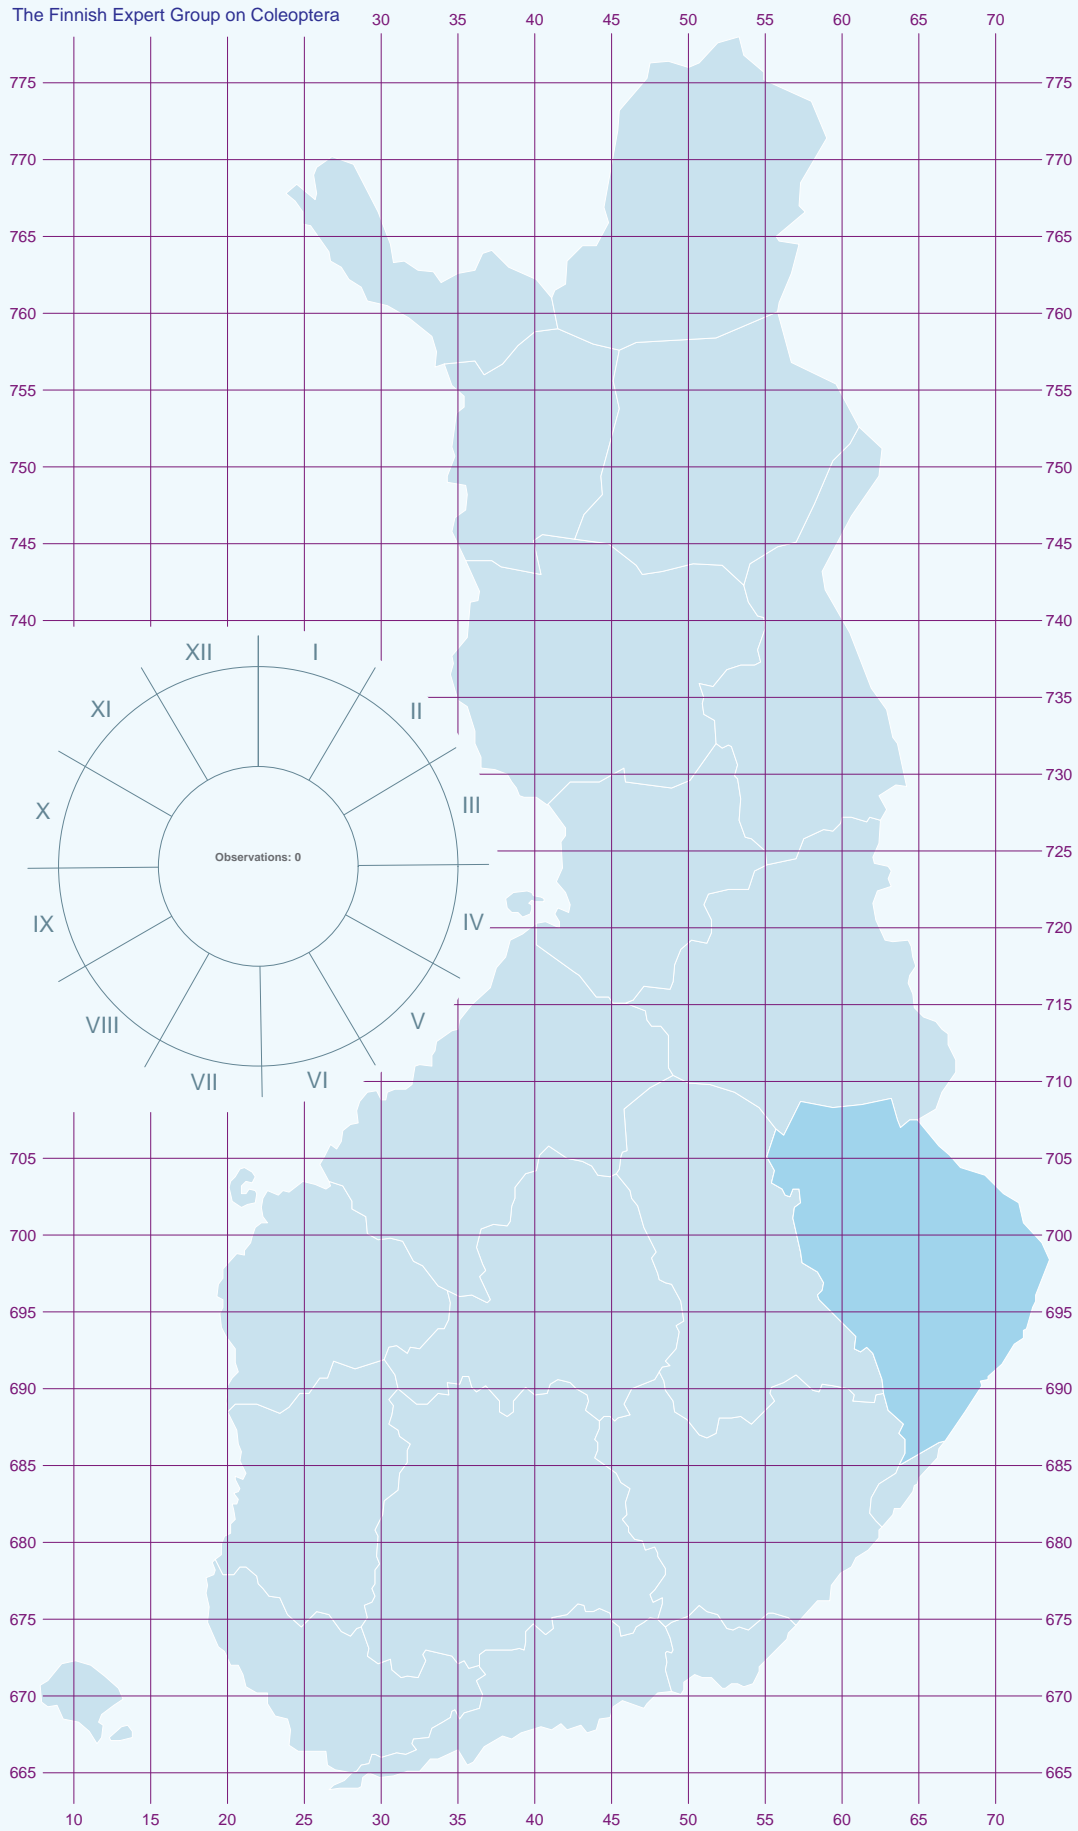 The Finnish Expert Group on Coleoptera 30 35 40 45 50 55 60 65 70
775 775
770 770
765 765
760 760
755 755
750 750
745 745
740 740
XII I
XI II
735
730
X III
725
Observations: 0
IX IV
720
715
VIII V
VII VI
710
705 705
700 700
695 695
690 690
685 685
680 680
675 675
670 670
665 665
10 15 20 25 30 35 40 45 50 55 60 65 70